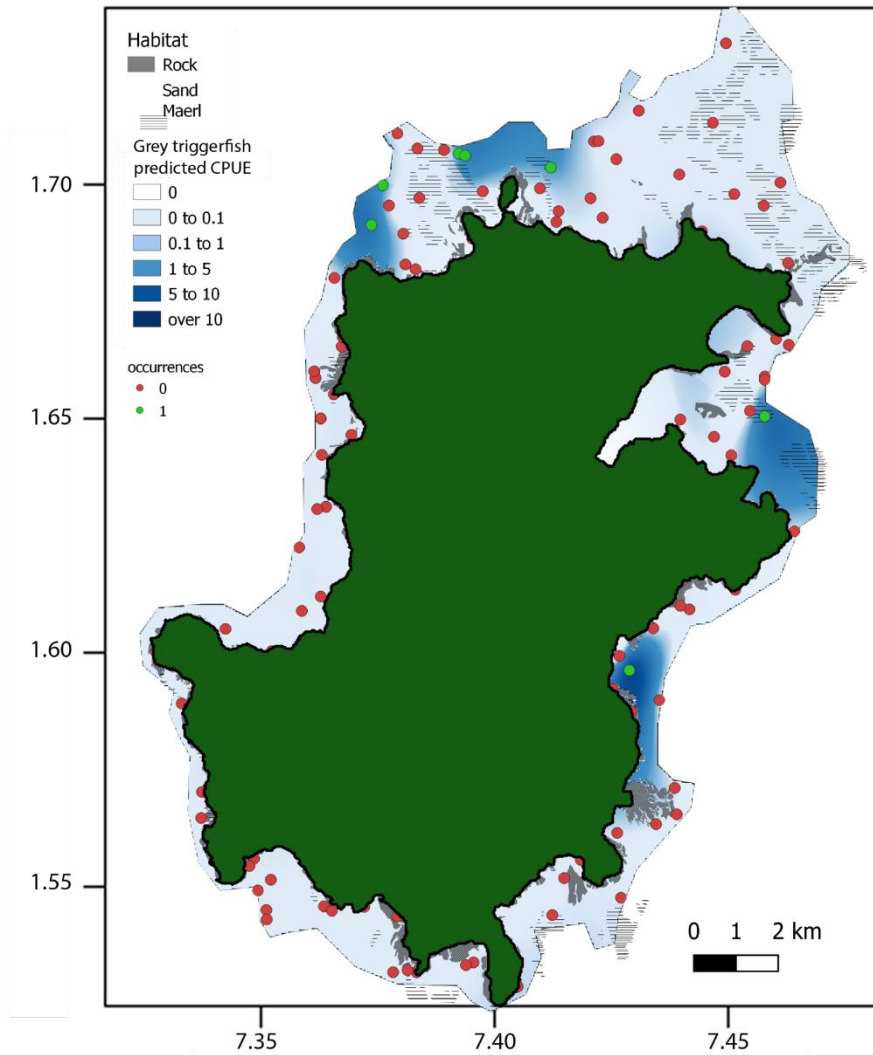 Habitat
Rock
Sand
Maerl
Grey triggerfish
predicted CPUE
0
0 to 0.1
0.1 to 1
1 to 5
5 to 10
over 10
occurrences
0
1
1.70
1.65
1.60
1.55
0 1 2 km
7.35 7.40 7.45